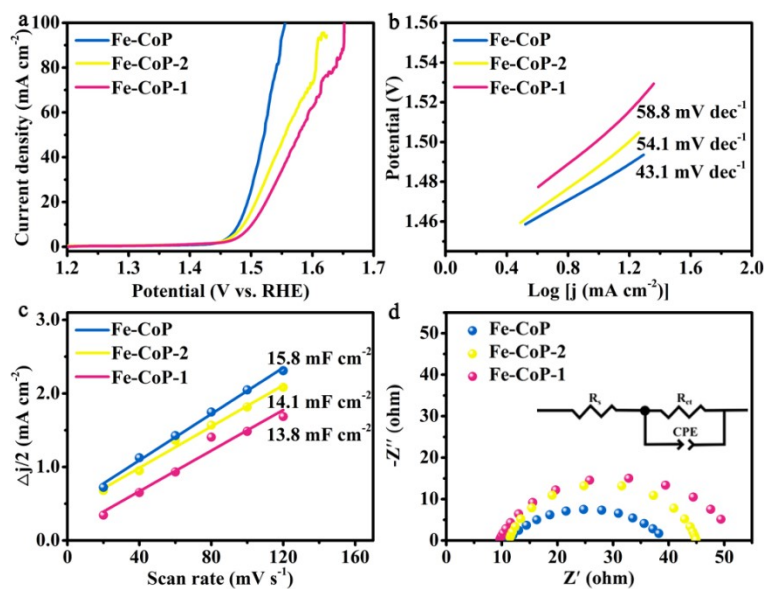 a
Fe-CoP
Fe-CoP-2
Fe-CoP-1
100
80
60
40
20
0
Current density (mA cm⁻²)
1.2 1.3 1.4 1.5 1.6 1.7
Potential (V vs. RHE)
b
Fe-CoP
Fe-CoP-2
Fe-CoP-1
58.8 mV dec⁻¹
54.1 mV dec⁻¹
43.1 mV dec⁻¹
1.56
1.54
1.52
1.50
1.48
1.46
Potential (V)
0.0 0.4 0.8 1.2 1.6 2.0
Log [j (mA cm⁻²)]
c
Fe-CoP
Fe-CoP-2
Fe-CoP-1
15.8 mF cm⁻²
14.1 mF cm⁻²
13.8 mF cm⁻²
3.0
2.0
1.0
0.0
△j/2 (mA cm⁻²)
0 40 80 120 160
Scan rate (mV s⁻¹)
d
Fe-CoP
Fe-CoP-2
Fe-CoP-1
Rs
Rct
CPE
50
40
30
20
10
0
-Z'' (ohm)
0 10 20 30 40 50
Z' (ohm)